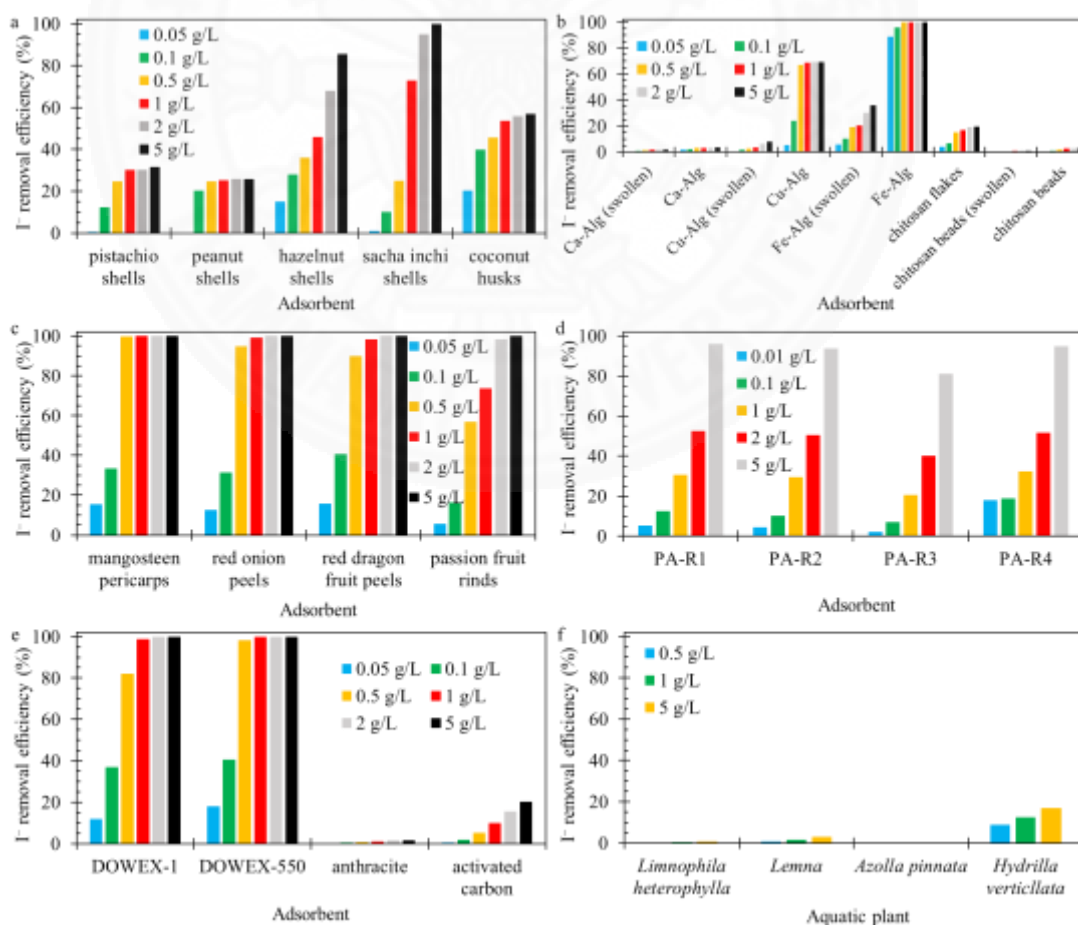 a
I⁻ removal efficiency (%)
100
80
60
40
20
0
0.05 g/L
0.1 g/L
0.5 g/L
1 g/L
2 g/L
5 g/L
pistachio shells
peanut shells
hazelnut shells
sacha inchi shells
coconut husks
Adsorbent
b
I⁻ removal efficiency (%)
100
80
60
40
20
0
0.05 g/L
0.1 g/L
0.5 g/L
1 g/L
2 g/L
5 g/L
Ca-Alg (swollen)
Ca-Alg
Cu-Alg (swollen)
Cu-Alg
Fe-Alg (swollen)
Fe-Alg
chitosan flakes
chitosan beads (swollen)
chitosan beads
Adsorbent
c
I⁻ removal efficiency (%)
100
80
60
40
20
0
0.05 g/L
0.1 g/L
0.5 g/L
1 g/L
2 g/L
5 g/L
mangosteen pericarps
red onion peels
red dragon fruit peels
passion fruit rinds
Adsorbent
d
I⁻ removal efficiency (%)
100
80
60
40
20
0
0.01 g/L
0.1 g/L
1 g/L
2 g/L
5 g/L
PA-R1
PA-R2
PA-R3
PA-R4
Adsorbent
e
I⁻ removal efficiency (%)
100
80
60
40
20
0
0.05 g/L
0.1 g/L
0.5 g/L
1 g/L
2 g/L
5 g/L
DOWEX-1
DOWEX-550
anthracite
activated carbon
Adsorbent
f
I⁻ removal efficiency (%)
100
80
60
40
20
0
0.5 g/L
1 g/L
5 g/L
Limnophila heterophylla
Lemna
Azolla pinnata
Hydrilla verticllata
Aquatic plant